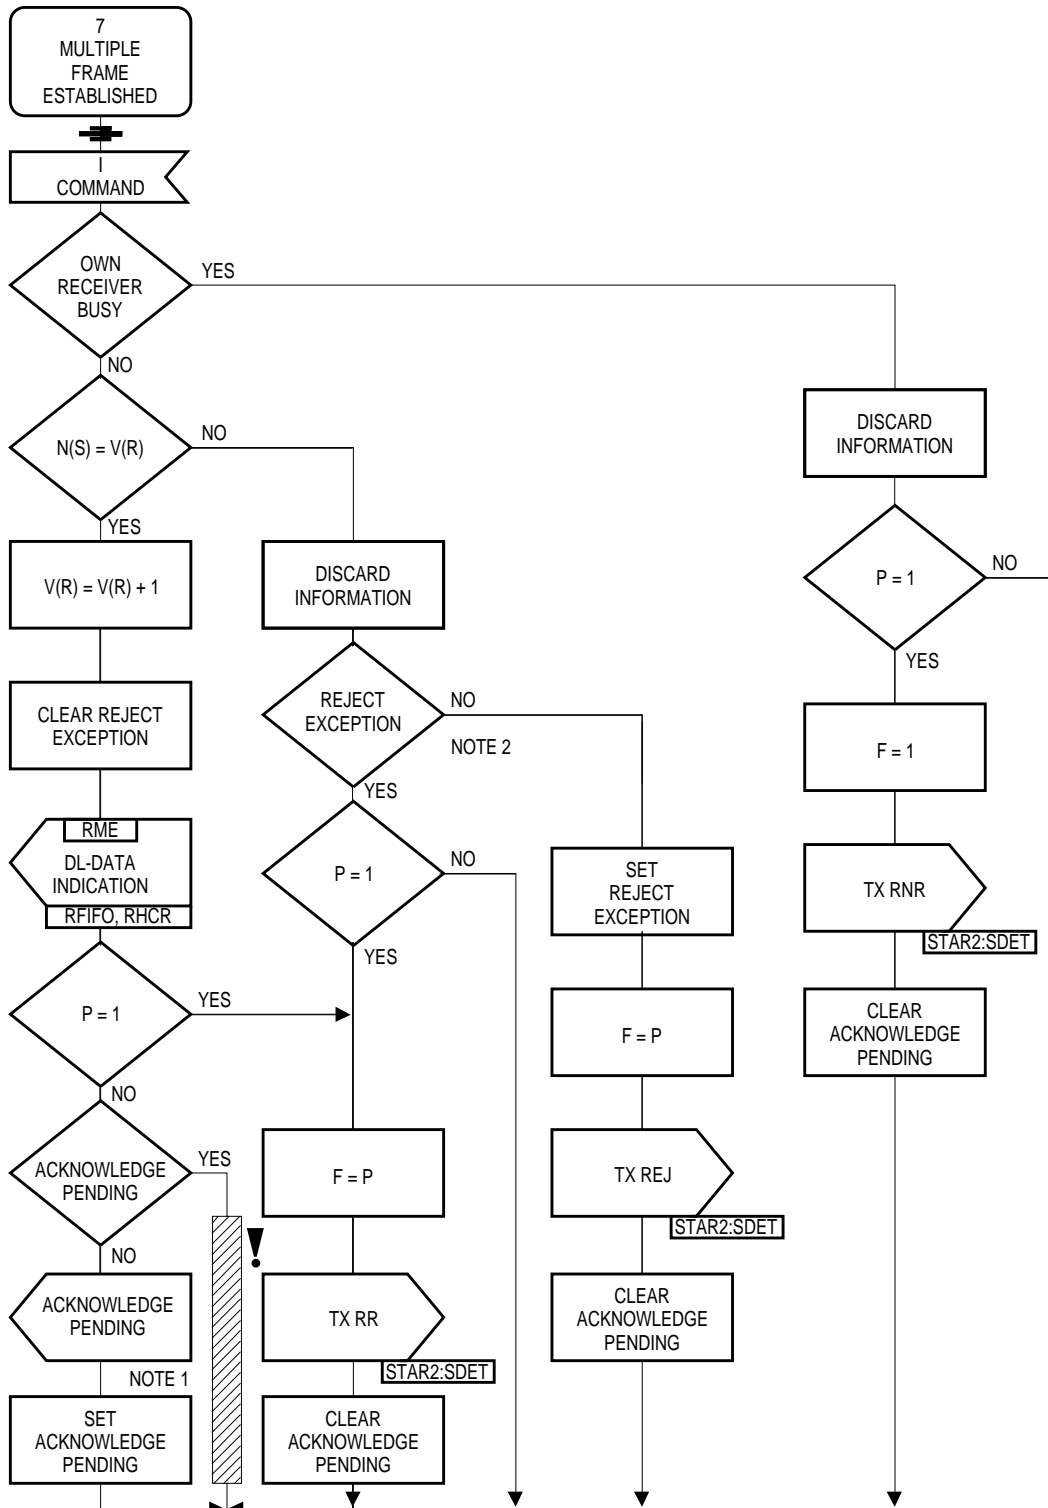 7
MULTIPLE
FRAME
ESTABLISHED
I
COMMAND
OWN
RECEIVER
BUSY
YES
NO
N(S) = V(R)
NO
YES
V(R) = V(R) + 1
CLEAR REJECT
EXCEPTION
RME
DL-DATA
INDICATION
RFIFO, RHCR
P = 1
YES
NO
ACKNOWLEDGE
PENDING
YES
NO
!
ACKNOWLEDGE
PENDING
NOTE 1
SET
ACKNOWLEDGE
PENDING
DISCARD
INFORMATION
REJECT
EXCEPTION
NO
NOTE 2
YES
P = 1
NO
YES
F = P
TX RR
STAR2:SDET
CLEAR
ACKNOWLEDGE
PENDING
SET
REJECT
EXCEPTION
F = P
TX REJ
STAR2:SDET
CLEAR
ACKNOWLEDGE
PENDING
DISCARD
INFORMATION
P = 1
NO
YES
F = 1
TX RNR
STAR2:SDET
CLEAR
ACKNOWLEDGE
PENDING